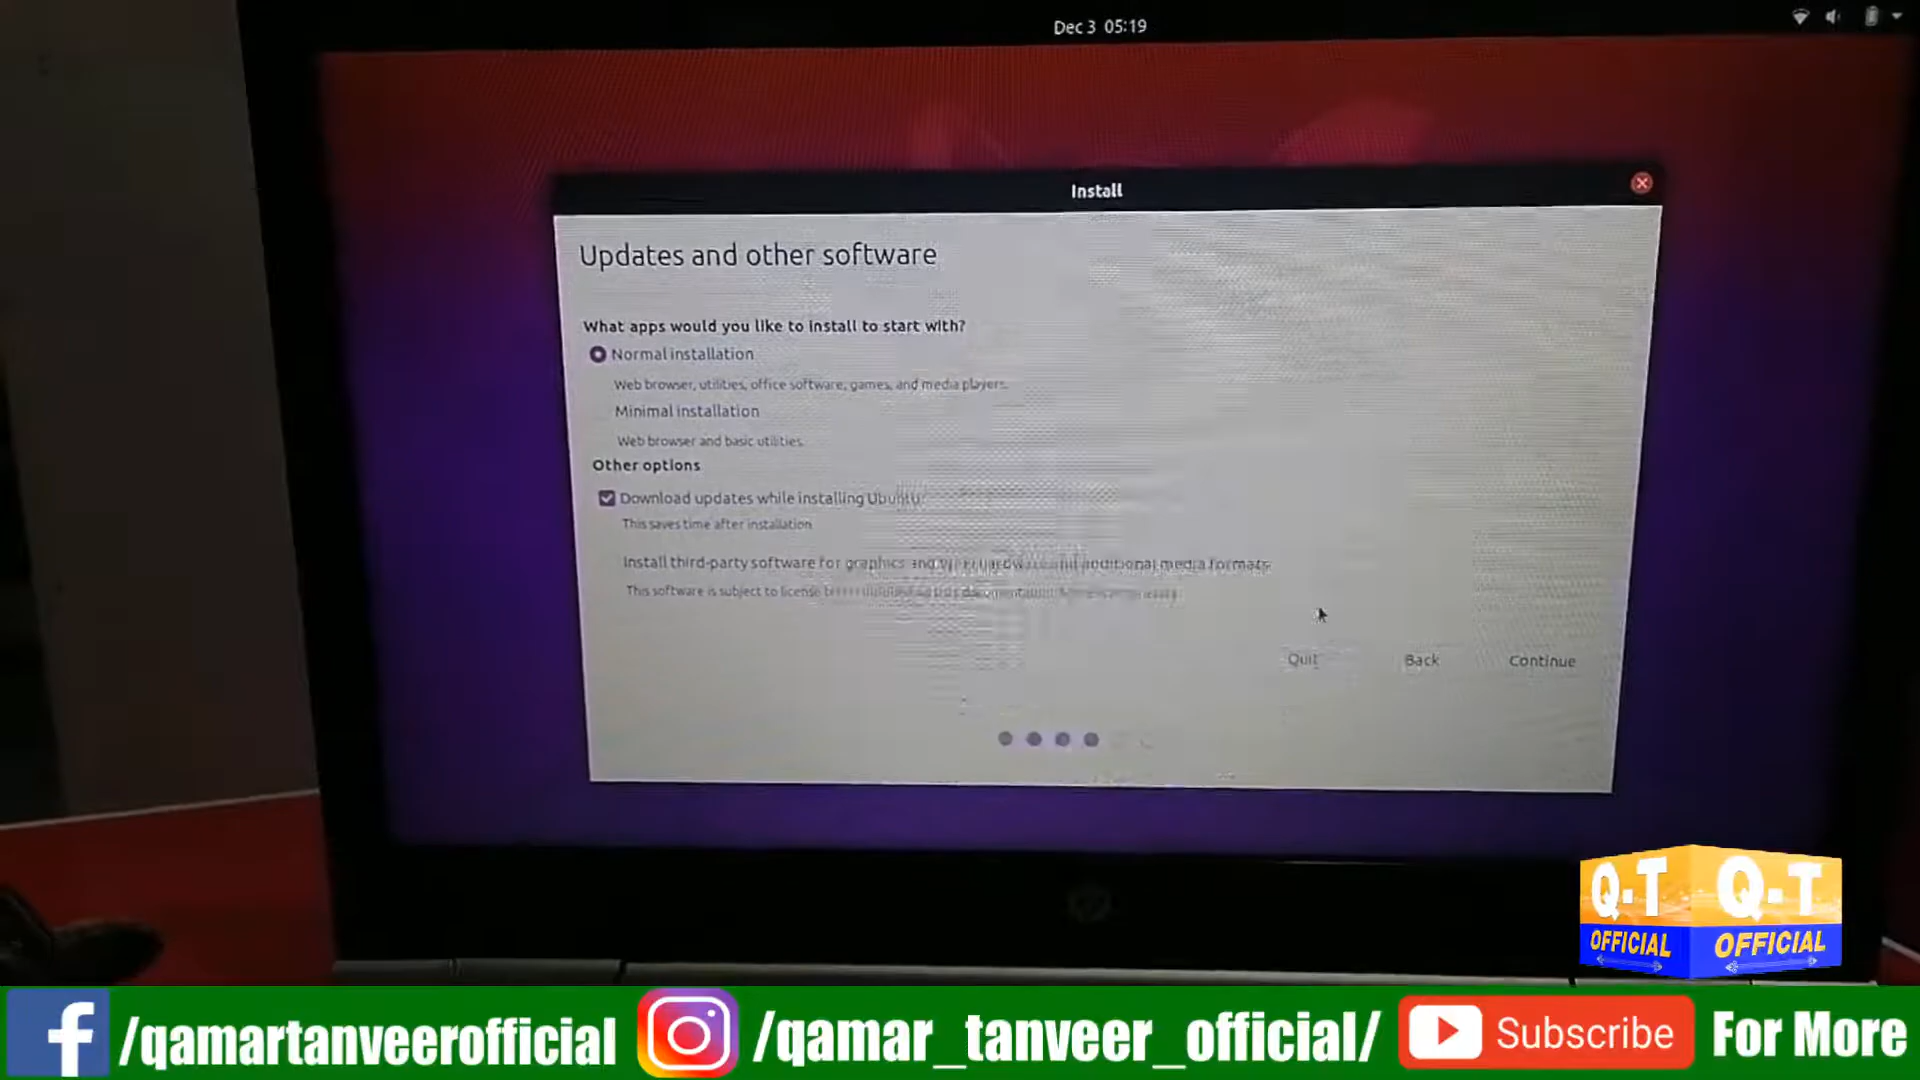 Dec 3 05:19
Install
Updates and other software
What apps would you like to install to start with?
Normal installation
Web browser, utilities, office software, games, and media players.
Minimal installation
Web browser and basic utilities.
Other options
Download updates while installing Ubuntu
This saves time after installation
Install third-party software for graphics and additional media formats
This software is subject to license
Quit
Back
Continue
Q-T OFFICIAL
Q-T OFFICIAL
/qamartanveerofficial
/qamar_tanveer_official/
Subscribe
For More